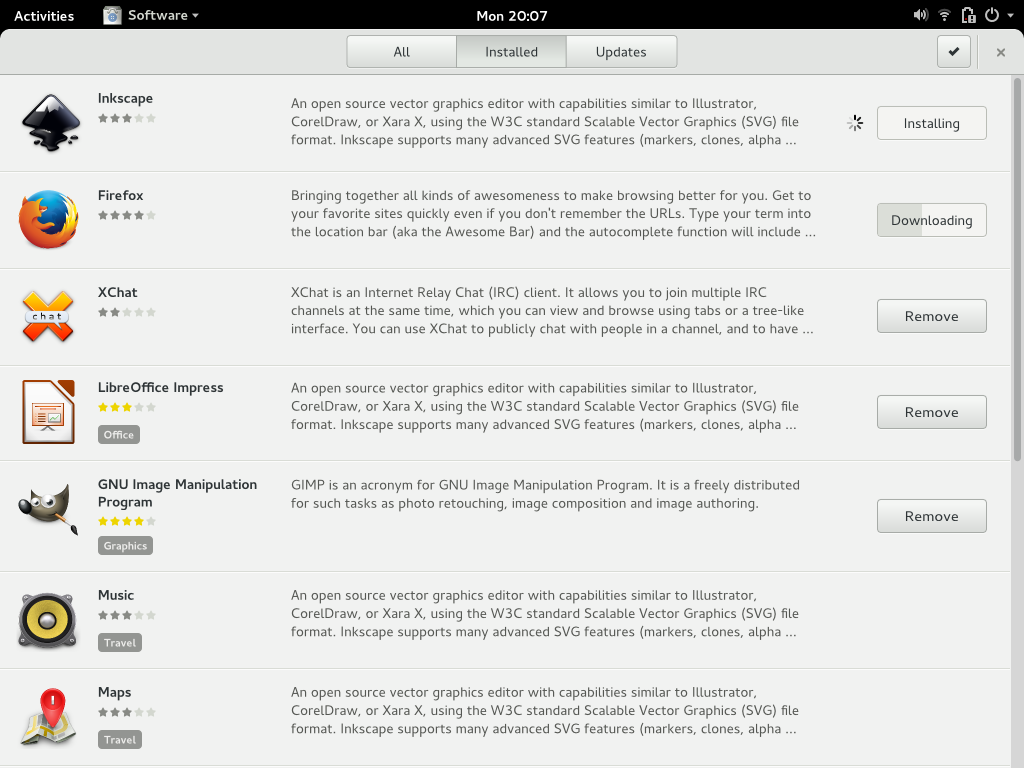 Activities Software Mon 20:07
All Installed Updates
Inkscape
An open source vector graphics editor with capabilities similar to Illustrator,
CorelDraw, or Xara X, using the W3C standard Scalable Vector Graphics (SVG) file
format. Inkscape supports many advanced SVG features (markers, clones, alpha ...
Installing
Firefox
Bringing together all kinds of awesomeness to make browsing better for you. Get to
your favorite sites quickly even if you don't remember the URLs. Type your term into
the location bar (aka the Awesome Bar) and the autocomplete function will include ...
Downloading
XChat
chat
XChat is an Internet Relay Chat (IRC) client. It allows you to join multiple IRC
channels at the same time, which you can view and browse using tabs or a tree-like
interface. You can use XChat to publicly chat with people in a channel, and to have ...
Remove
LibreOffice Impress
Office
An open source vector graphics editor with capabilities similar to Illustrator,
CorelDraw, or Xara X, using the W3C standard Scalable Vector Graphics (SVG) file
format. Inkscape supports many advanced SVG features (markers, clones, alpha ...
Remove
GNU Image Manipulation
Program
Graphics
GIMP is an acronym for GNU Image Manipulation Program. It is a freely distributed
for such tasks as photo retouching, image composition and image authoring.
Remove
Music
Travel
An open source vector graphics editor with capabilities similar to Illustrator,
CorelDraw, or Xara X, using the W3C standard Scalable Vector Graphics (SVG) file
format. Inkscape supports many advanced SVG features (markers, clones, alpha ...
Maps
Travel
An open source vector graphics editor with capabilities similar to Illustrator,
CorelDraw, or Xara X, using the W3C standard Scalable Vector Graphics (SVG) file
format. Inkscape supports many advanced SVG features (markers, clones, alpha ...